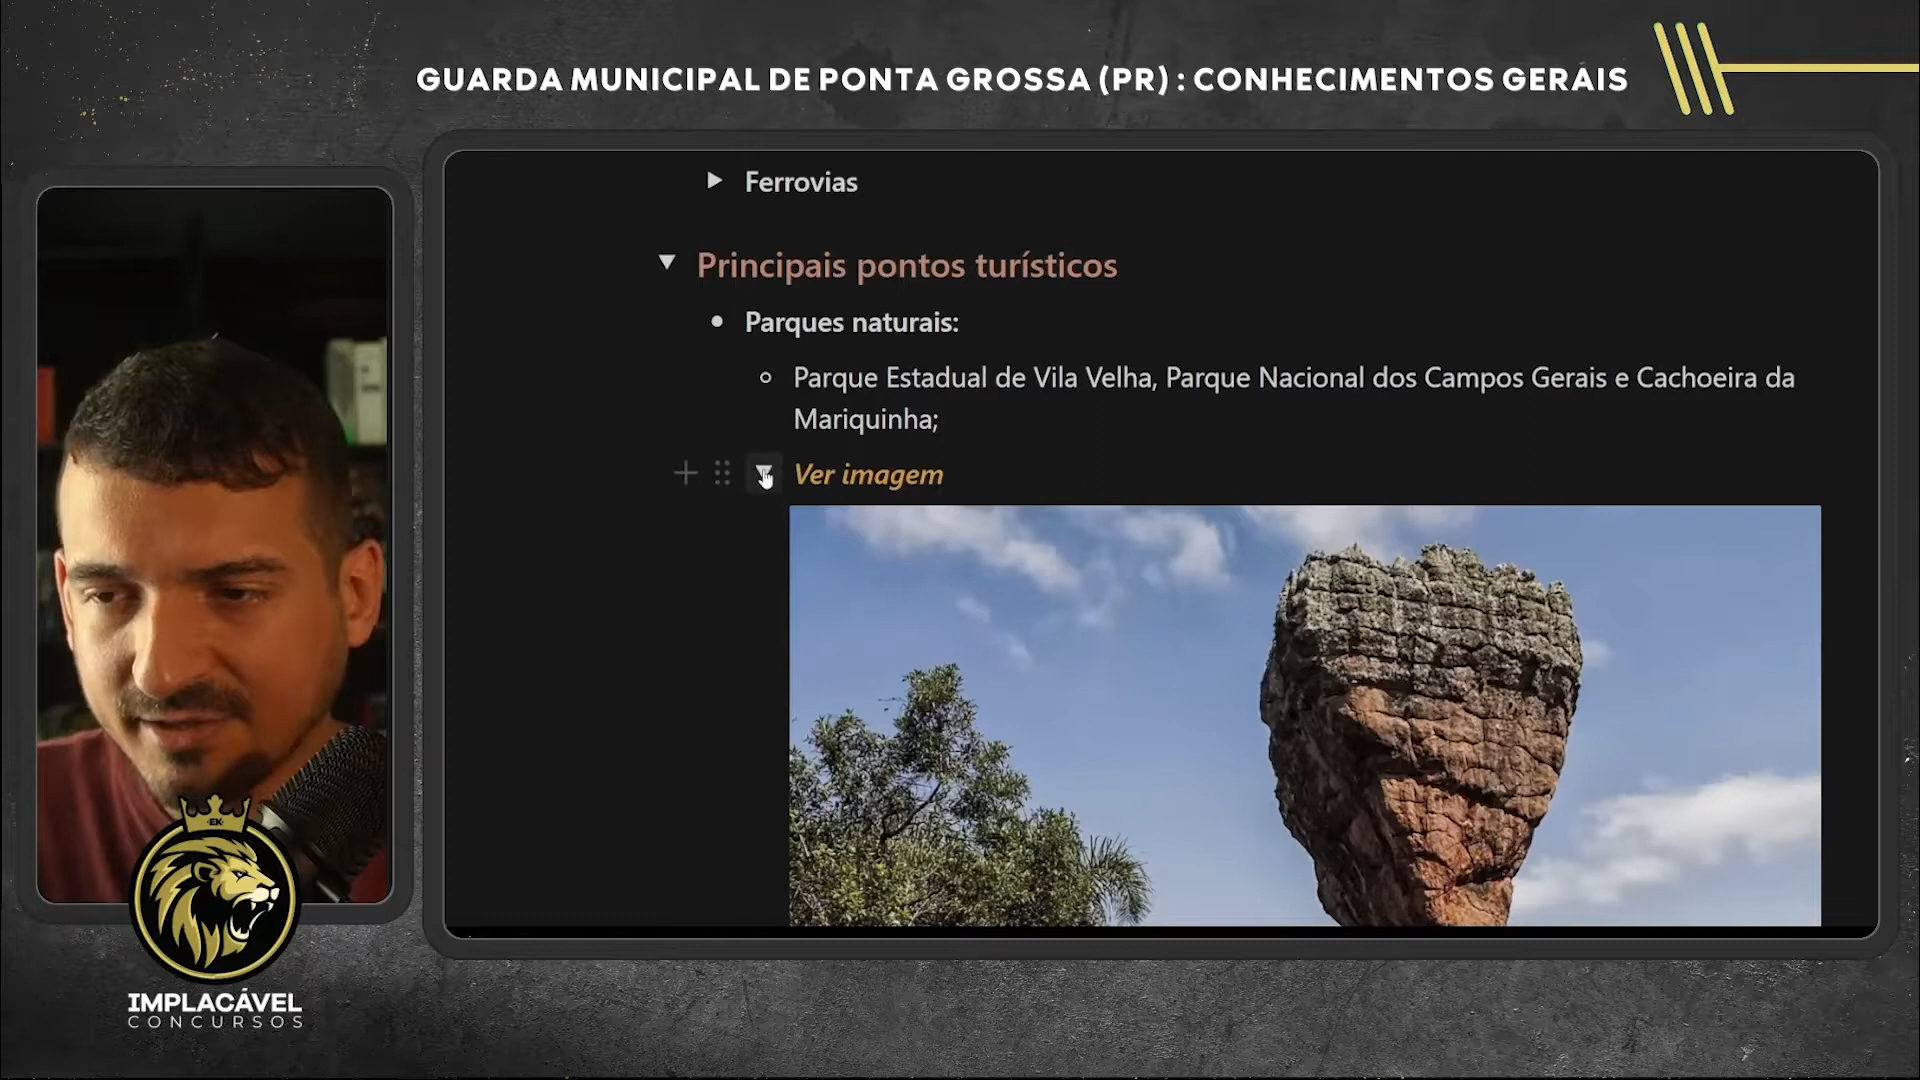 GUARDA MUNICIPAL DE PONTA GROSSA (PR) : CONHECIMENTOS GERAIS
Ferrovias
Principais pontos turísticos
Parques naturais:
Parque Estadual de Vila Velha, Parque Nacional dos Campos Gerais e Cachoeira da
Mariquinha;
Ver imagem
EK
IMPLACÁVEL
CONCURSOS